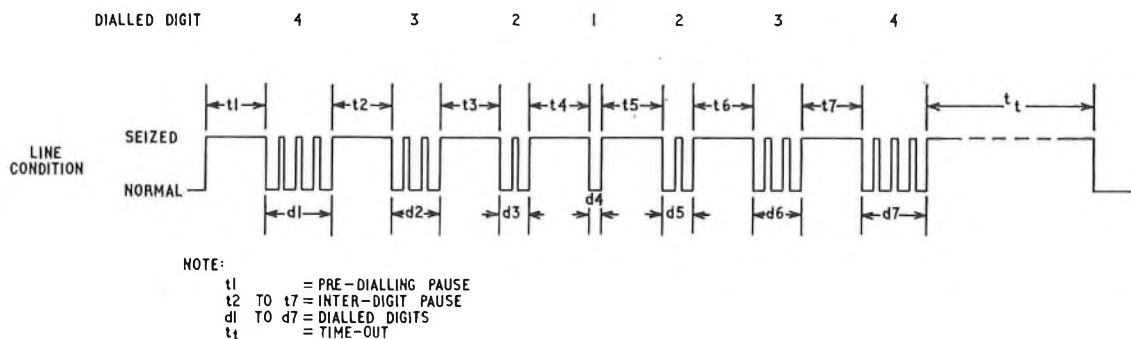 DIALLED DIGIT 4 3 2 1 2 3 4
t1 t2 t3 t4 t5 t6 t7 tt
LINE CONDITION
SEIZED
NORMAL
d1 d2 d3 d4 d5 d6 d7
NOTE:
t1 = PRE-DIALLING PAUSE
t2 TO t7 = INTER-DIGIT PAUSE
d1 TO d7 = DIALLED DIGITS
tt = TIME-OUT